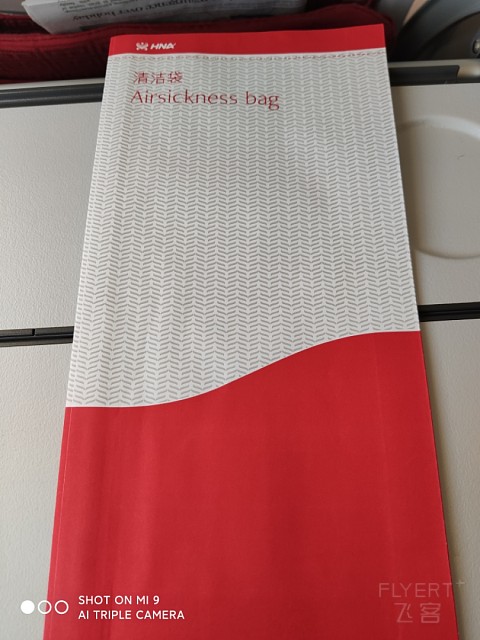 HNA
清洁袋
Airsickness bag
SHOT ON MI 9
AI TRIPLE CAMERA
FLYERT+
飞客